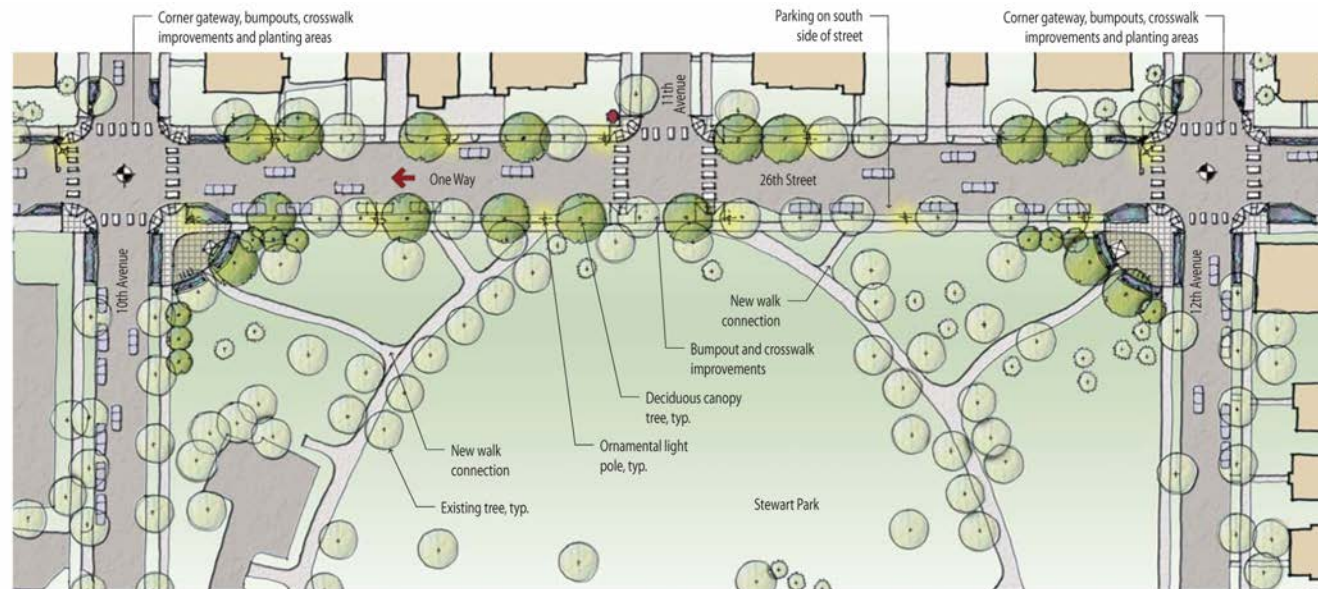 Corner gateway, bumpouts, crosswalk
improvements and planting areas
Parking on south
side of street
Corner gateway, bumpouts, crosswalk
improvements and planting areas
11th
Avenue
One Way
26th Street
10th Avenue
12th Avenue
New walk
connection
Bumpout and crosswalk
improvements
Deciduous canopy
tree, typ.
Ornamental light
pole, typ.
New walk
connection
Existing tree, typ.
Stewart Park